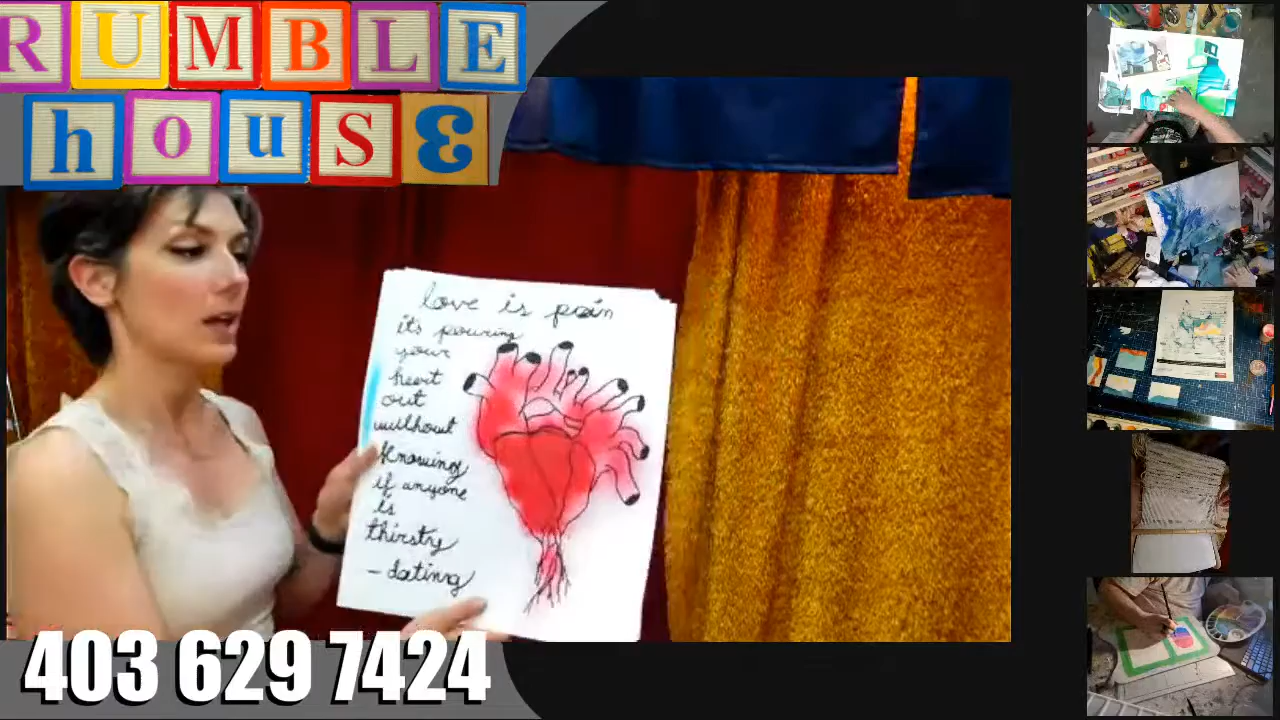 RUMBLE
hOUSE
love is pain
it's pouring
your
heart
out
without
knowing
if anyone
is
thirsty
- dating
403 629 7424